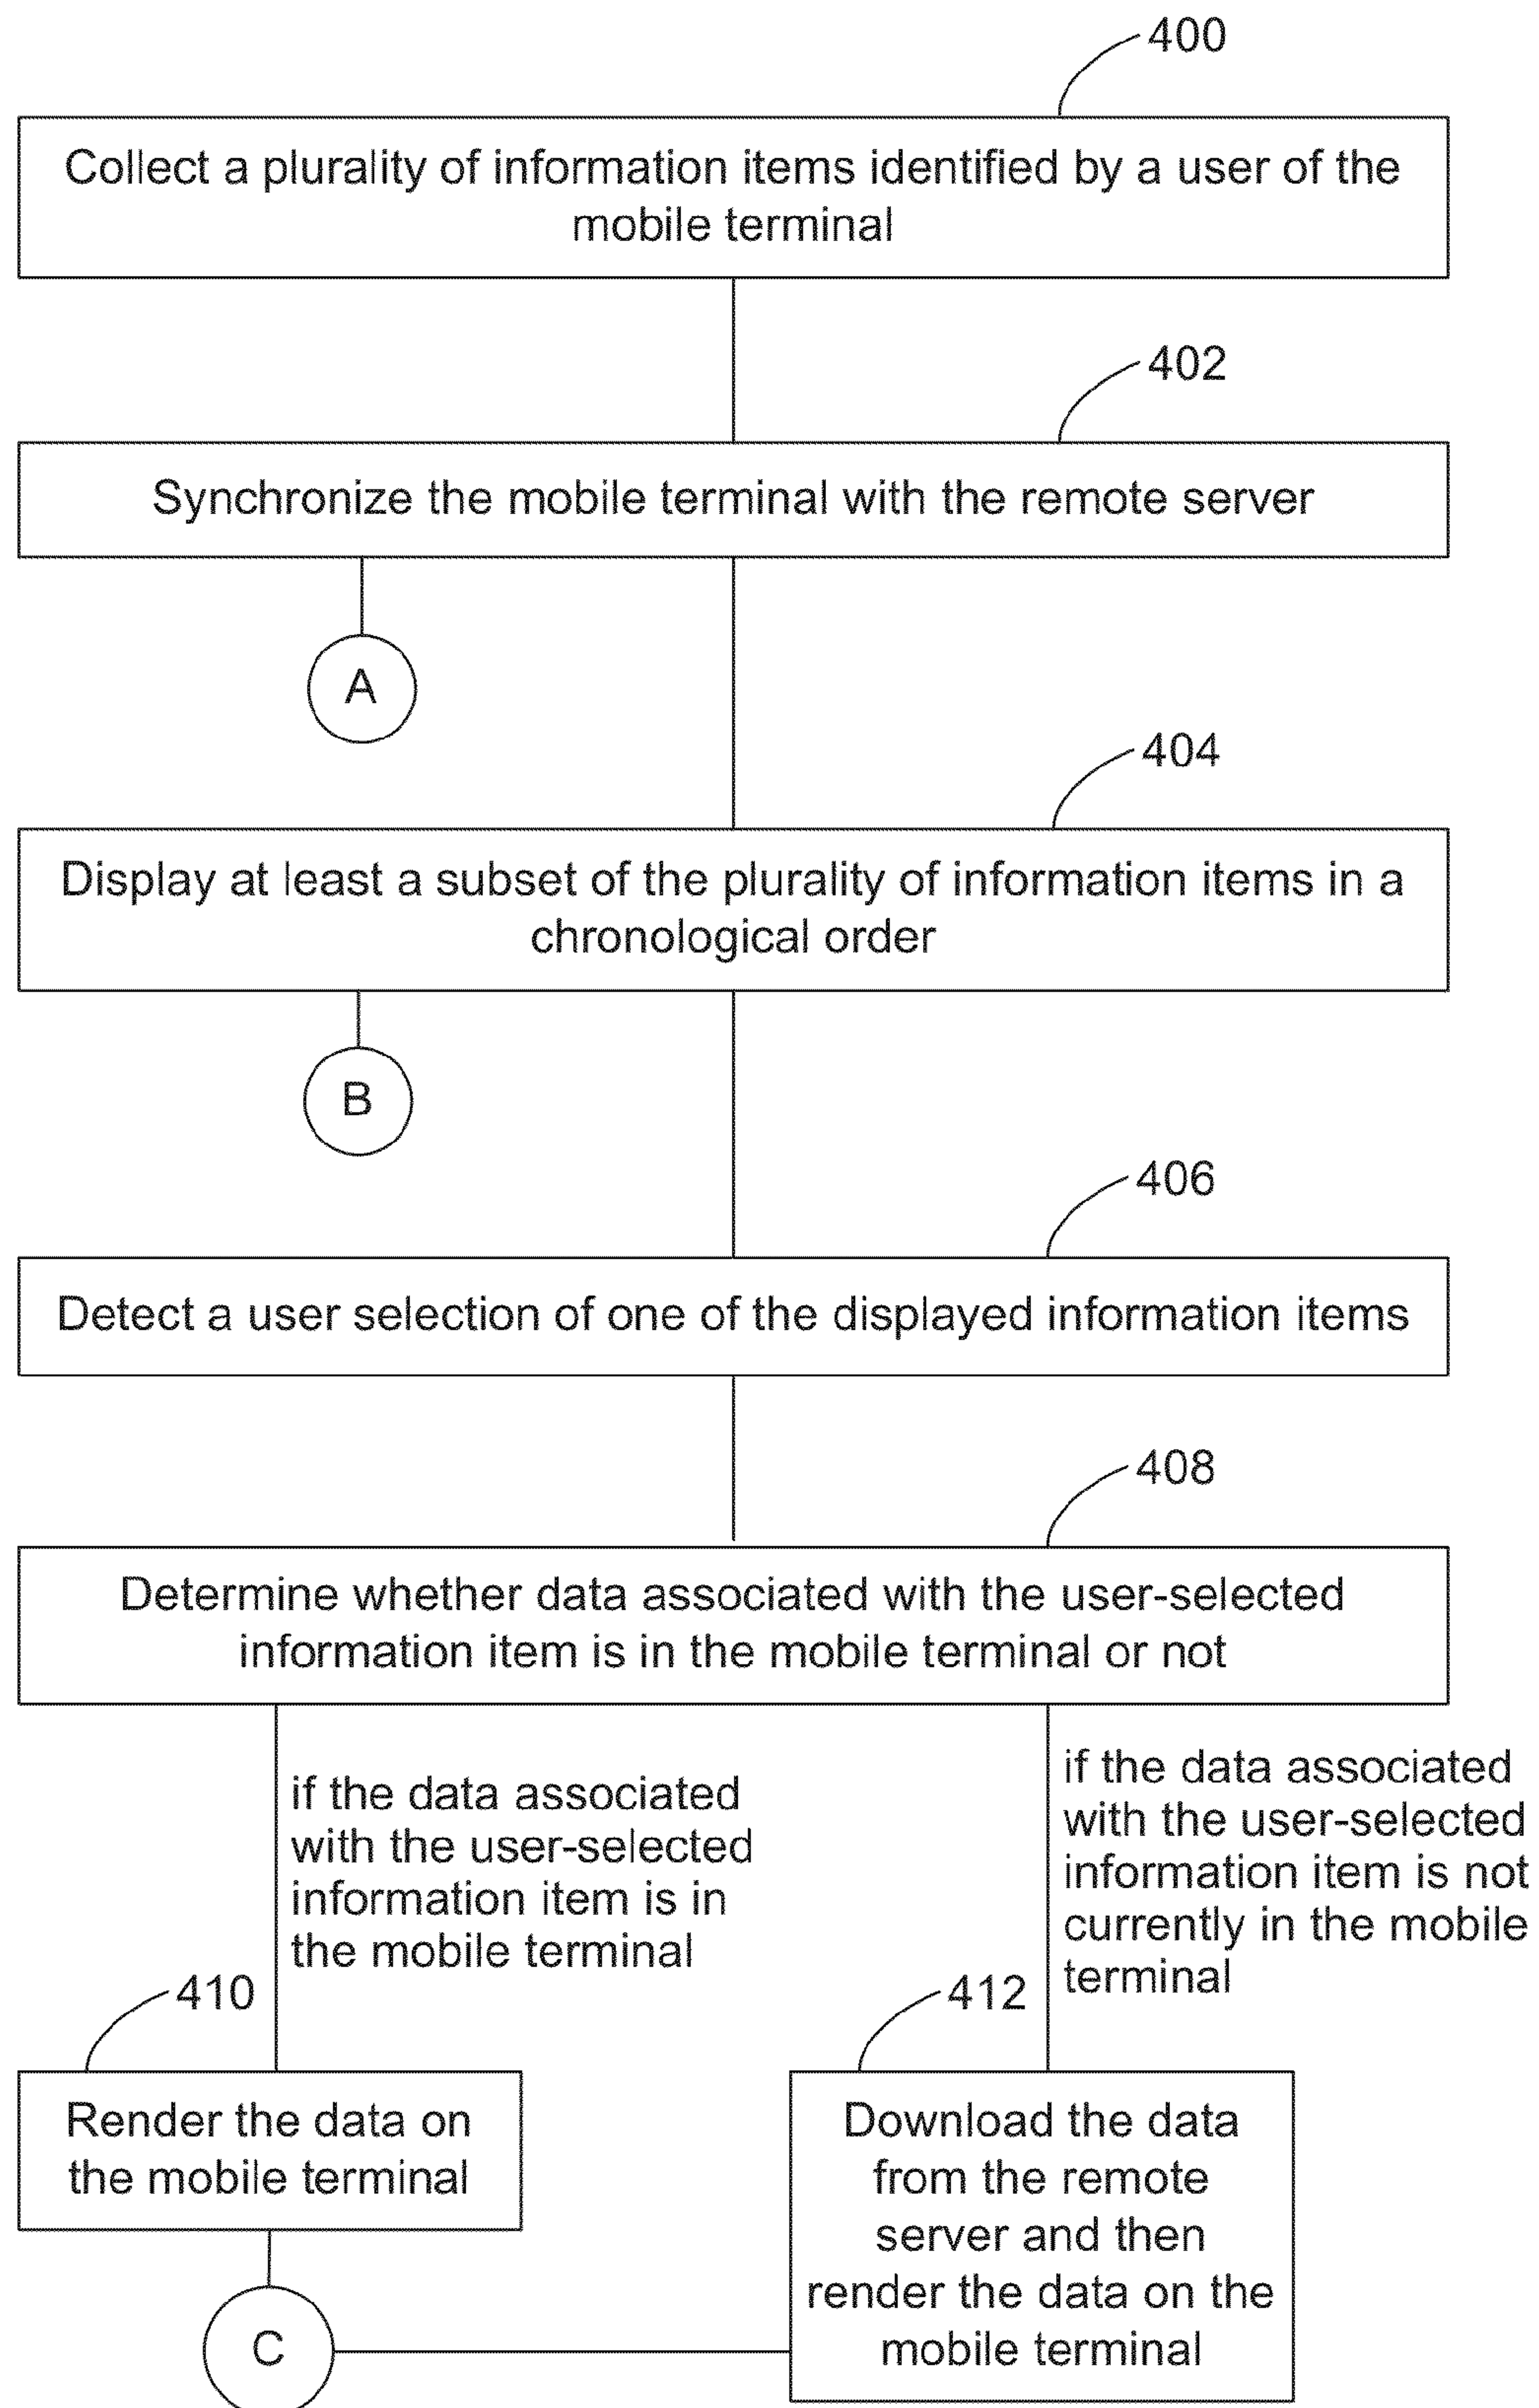 400
Collect a plurality of information items identified by a user of the
mobile terminal
402
Synchronize the mobile terminal with the remote server
A
404
Display at least a subset of the plurality of information items in a
chronological order
B
406
Detect a user selection of one of the displayed information items
408
Determine whether data associated with the user-selected
information item is in the mobile terminal or not
if the data associated
with the user-selected
information item is in
the mobile terminal
if the data associated
with the user-selected
information item is not
currently in the mobile
terminal
410
Render the data on
the mobile terminal
412
Download the data
from the remote
server and then
render the data on the
mobile terminal
C